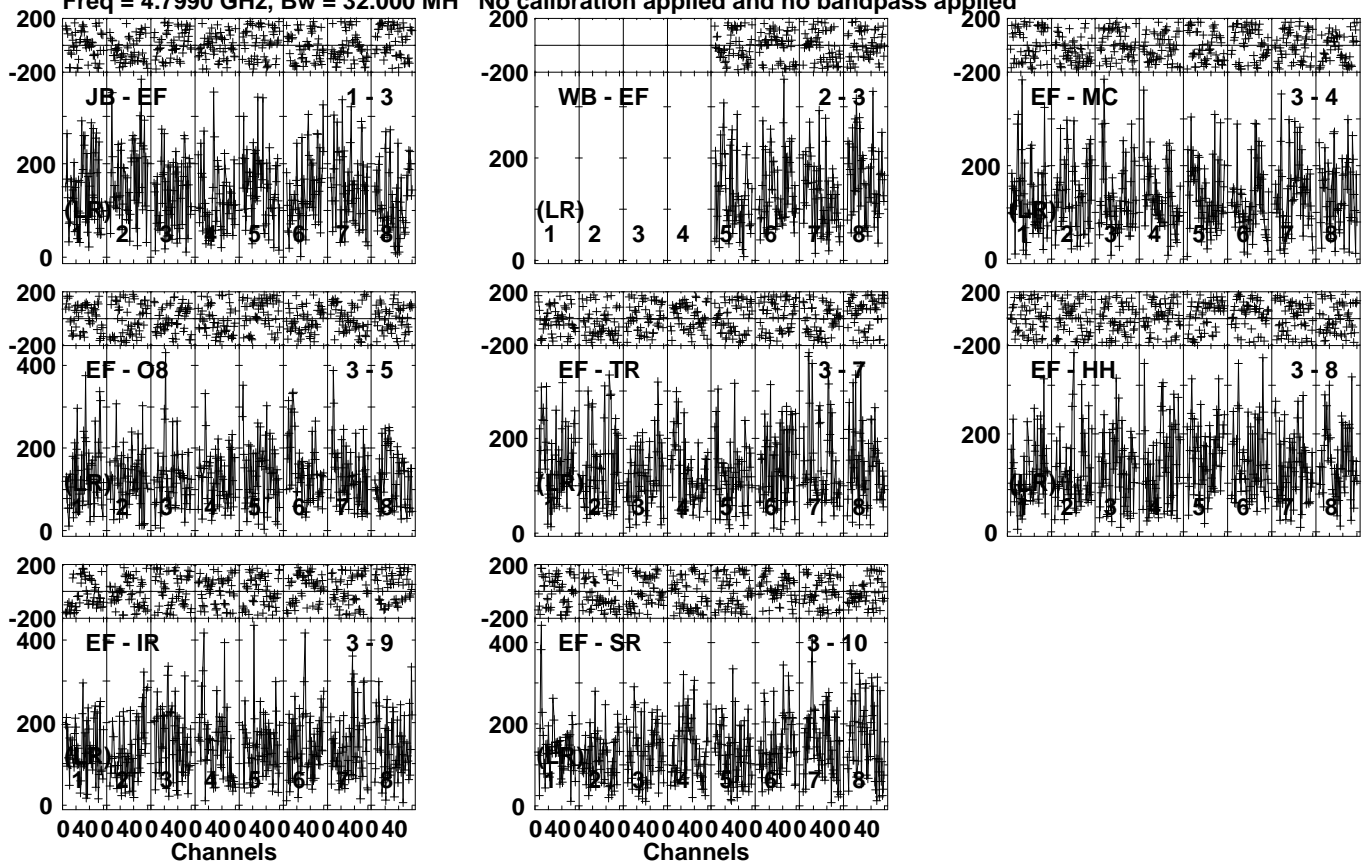 Freq = 4.7990 GHz, Bw = 32.000 MH No calibration applied and no bandpass applied
200
-200
JB - EF 1 - 3
200
(LR)
1 2 3 4 5 6 7 8
0
200
-200
WB - EF 2 - 3
200
(LR)
1 2 3 4 5 6 7 8
0
200
-200
EF - MC 3 - 4
200
(LR)
1 2 3 4 5 6 7 8
0
200
-200
400
EF - O8 3 - 5
200
(LR)
1 2 3 4 5 6 7 8
0
200
-200
EF - TR 3 - 7
200
(LR)
1 2 3 4 5 6 7 8
0
200
-200
EF - HH 3 - 8
200
(LR)
1 2 3 4 5 6 7 8
0
200
-200
400
EF - IR 3 - 9
200
(LR)
1 2 3 4 5 6 7 8
0
0 40 0 40 0 40 0 40 0 40 0 40 0 40 0 40
Channels
200
-200
400
EF - SR 3 - 10
200
(LR)
1 2 3 4 5 6 7 8
0
0 40 0 40 0 40 0 40 0 40 0 40 0 40 0 40
Channels